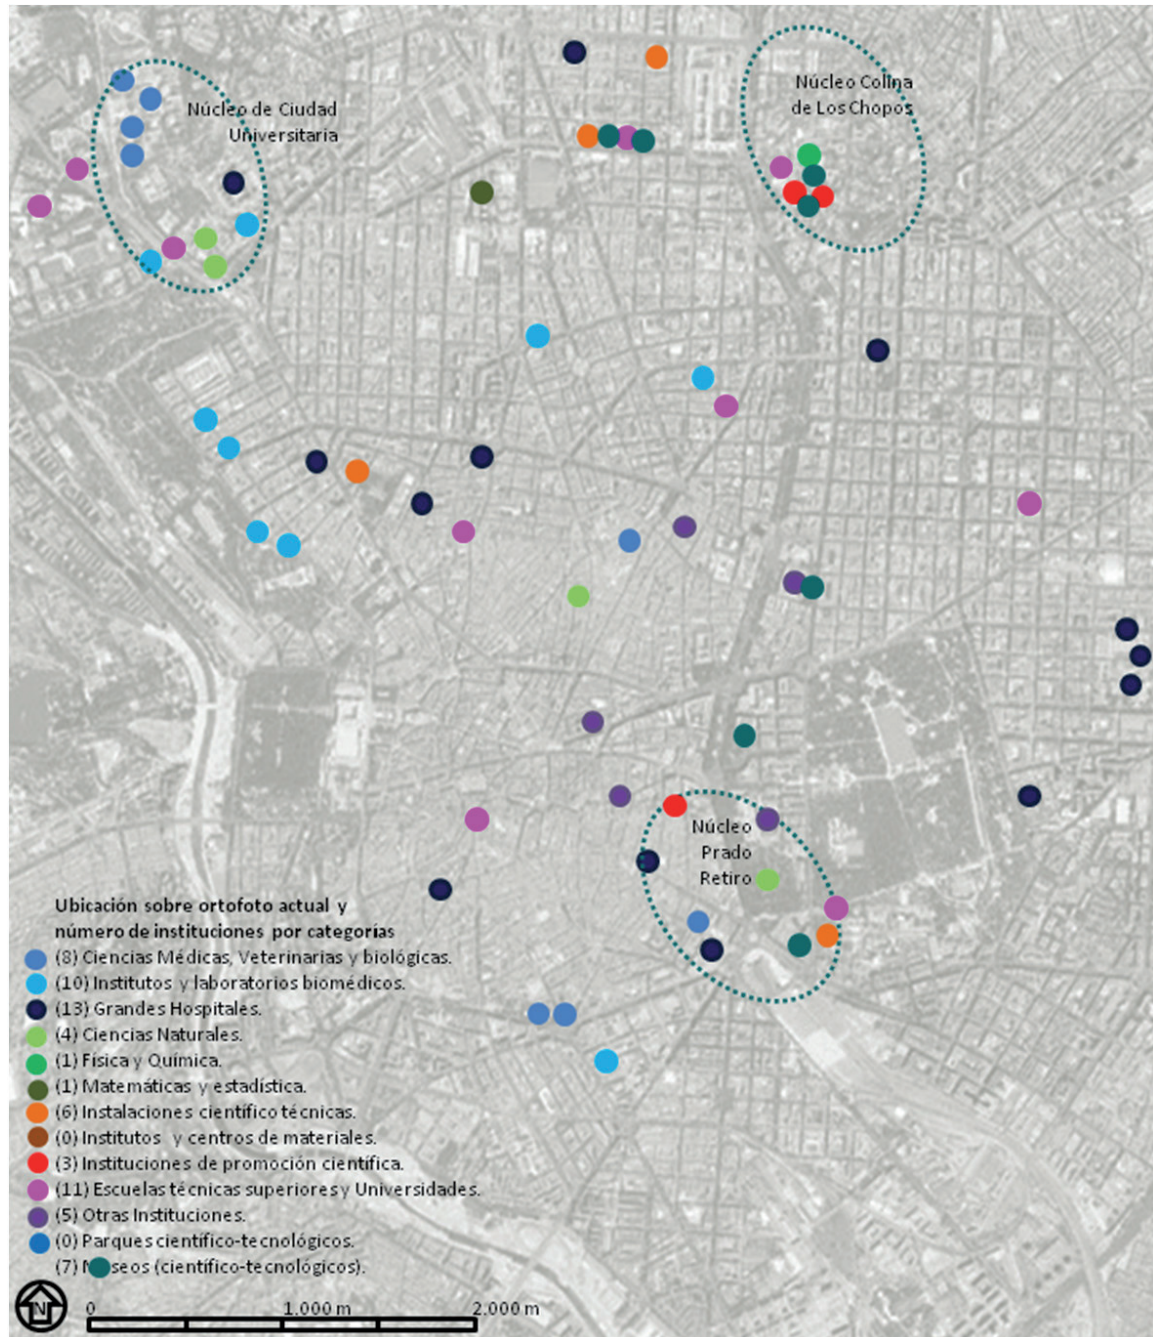 Núcleo Colina
de Los Chopos
Núcleo de Ciudad
Universitaria
Núcleo
Prado
Retiro
Ubicación sobre ortofoto actual y
número de instituciones por categorías
(8) Ciencias Médicas, Veterinarias y biológicas.
(10) Institutos y laboratorios biomédicos.
(13) Grandes Hospitales.
(4) Ciencias Naturales.
(1) Física y Química.
(1) Matemáticas y estadística.
(6) Instalaciones científico técnicas.
(0) Institutos y centros de materiales.
(3) Instituciones de promoción científica.
(11) Escuelas técnicas superiores y Universidades.
(5) Otras Instituciones.
(0) Parques científico-tecnológicos.
(7) Museos (científico-tecnológicos).
N 0 1.000 m 2.000 m